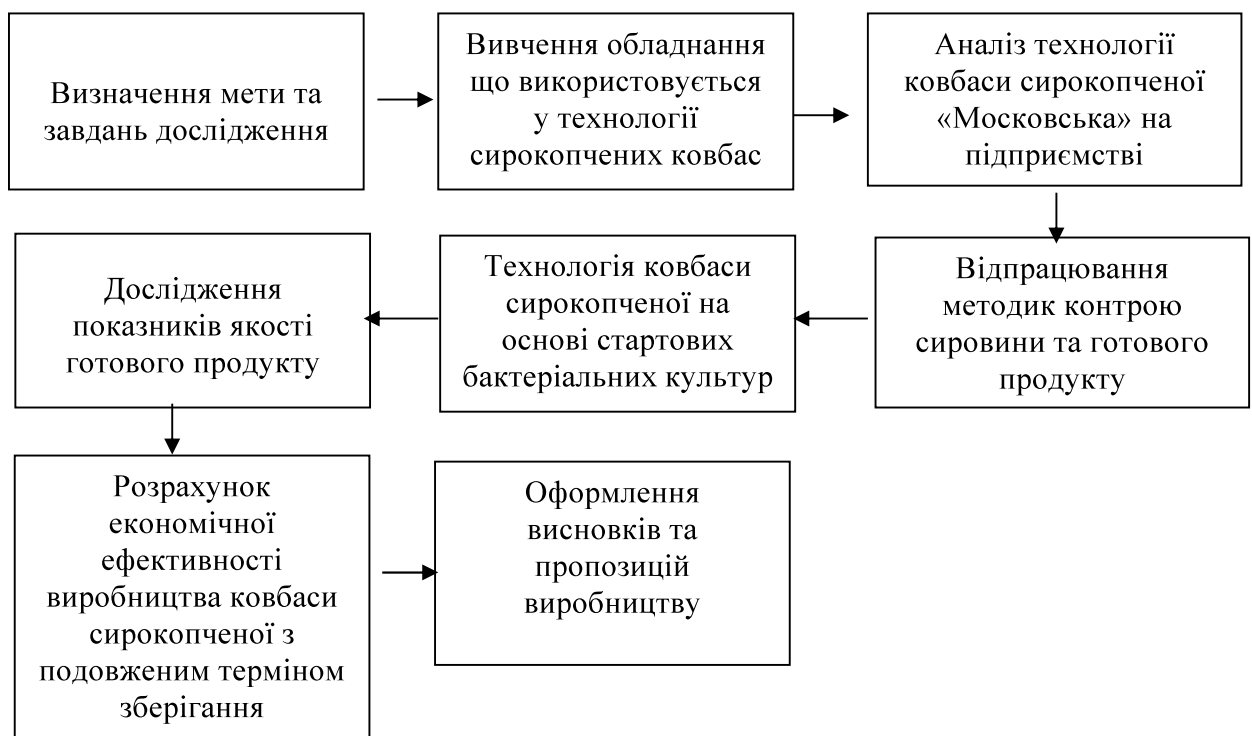 Визначення мети та
завдань дослідження
Вивчення обладнання
що використовується
у технології
сирокопчених ковбас
Аналіз технології
ковбаси сирокопченої
«Московська» на
підприємстві
Відпрацювання
методик контрою
сировини та готового
продукту
Технологія ковбаси
сирокопченої на
основі стартових
бактеріальних культур
Дослідження
показників якості
готового продукту
Розрахунок
економічної
ефективності
виробництва ковбаси
сирокопченої з
подовженим терміном
зберігання
Оформлення
висновків та
пропозицій
виробництву